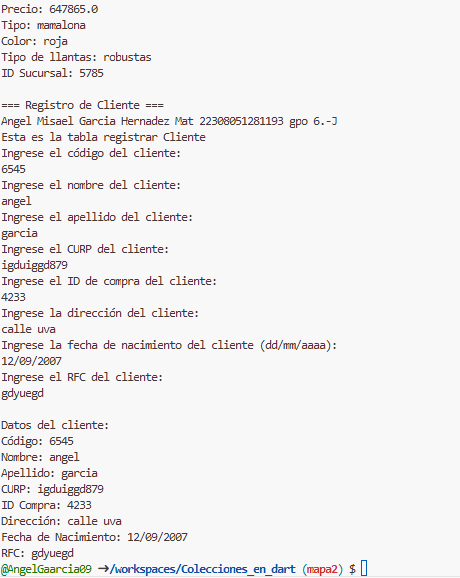 Precio: 647865.0
Tipo: mamalona
Color: roja
Tipo de llantas: robustas
ID Sucursal: 5785
=== Registro de Cliente ===
Angel Misael Garcia Hernadez Mat 22308051281193 gpo 6.-J
Esta es la tabla registrar Cliente
Ingrese el código del cliente:
6545
Ingrese el nombre del cliente:
angel
Ingrese el apellido del cliente:
garcia
Ingrese el CURP del cliente:
igduiggd879
Ingrese el ID de compra del cliente:
4233
Ingrese la dirección del cliente:
calle uva
Ingrese la fecha de nacimiento del cliente (dd/mm/aaaa):
12/09/2007
Ingrese el RFC del cliente:
gdyuegd
Datos del cliente:
Código: 6545
Nombre: angel
Apellido: garcia
CURP: igduiggd879
ID Compra: 4233
Dirección: calle uva
Fecha de Nacimiento: 12/09/2007
RFC: gdyuegd
@AngelGaarcia09 ➜/workspaces/Colecciones_en_dart (mapa2) $